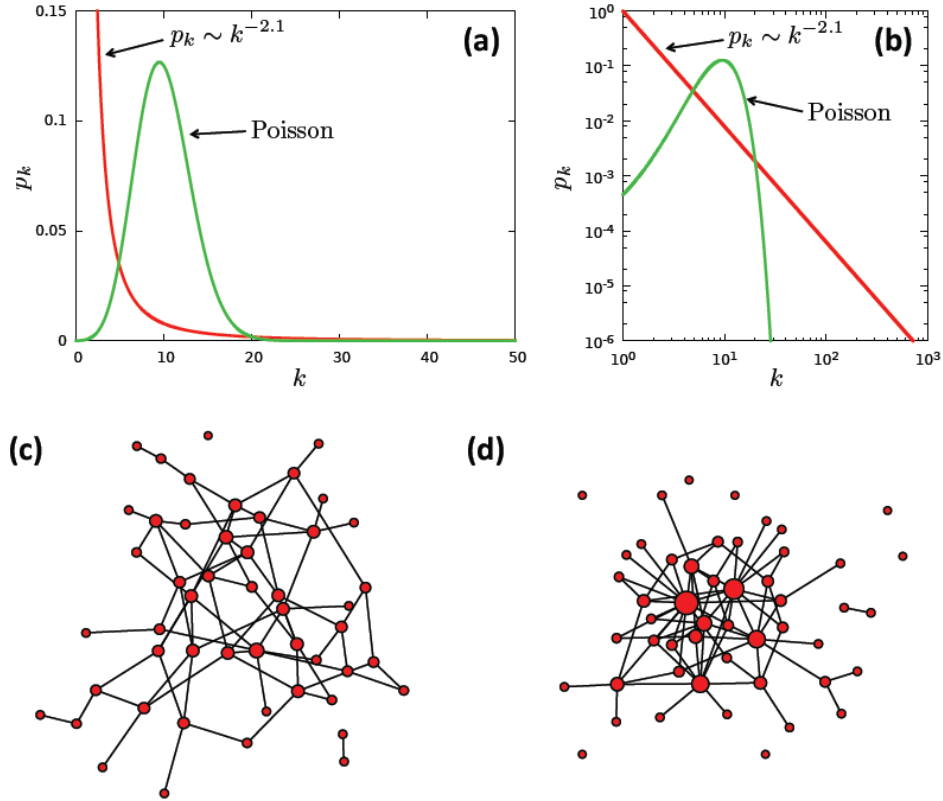 (a)
0.15
0.1
0.05
0
p_k
p_k ∼ k^{-2.1}
Poisson
0 10 20 30 40 50
k
(b)
10^0
10^{-1}
10^{-2}
10^{-3}
10^{-4}
10^{-5}
10^{-6}
p_k
p_k ∼ k^{-2.1}
Poisson
10^0 10^1 10^2 10^3
k
(c)
(d)